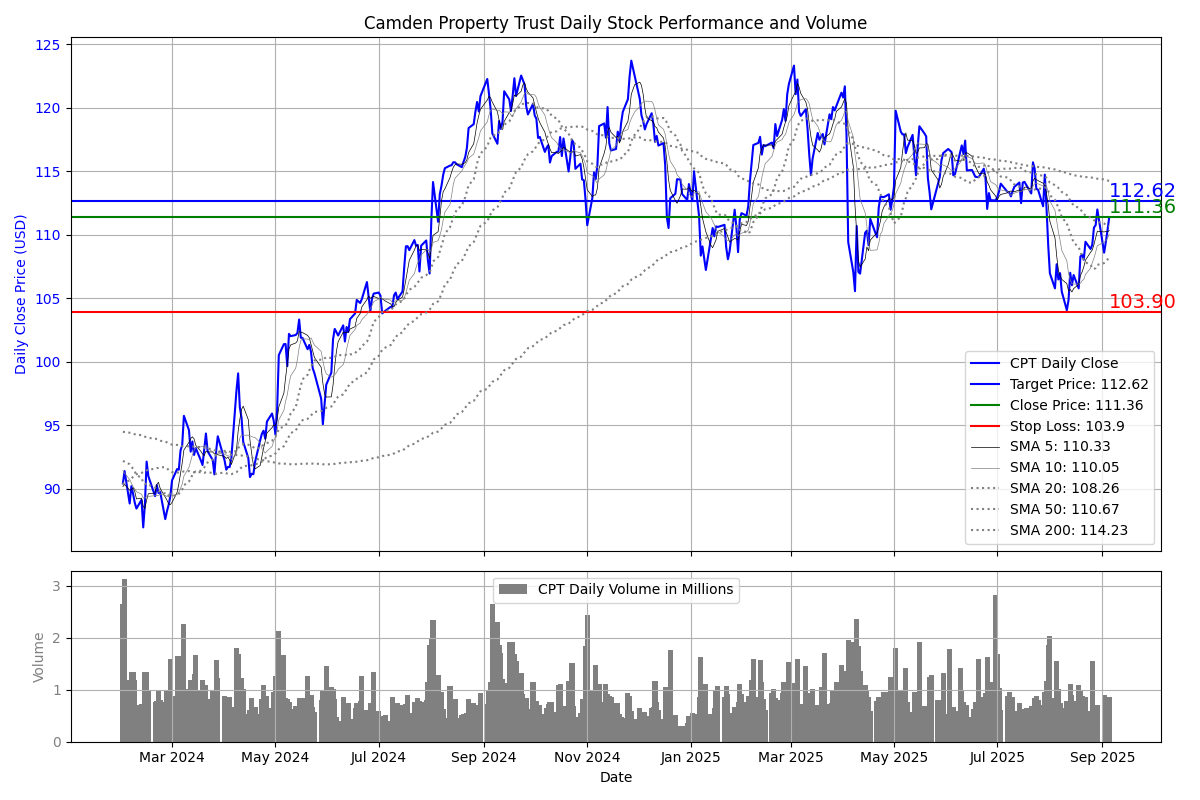 Camden Property Trust Daily Stock Performance and Volume
Daily Close Price (USD)
125
120
115
110
105
100
95
90
112.62
111.36
103.90
CPT Daily Close
Target Price: 112.62
Close Price: 111.36
Stop Loss: 103.9
SMA 5: 110.33
SMA 10: 110.05
SMA 20: 108.26
SMA 50: 110.67
SMA 200: 114.23
Volume
3
2
1
0
CPT Daily Volume in Millions
Mar 2024 May 2024 Jul 2024 Sep 2024 Nov 2024 Jan 2025 Mar 2025 May 2025 Jul 2025 Sep 2025
Date